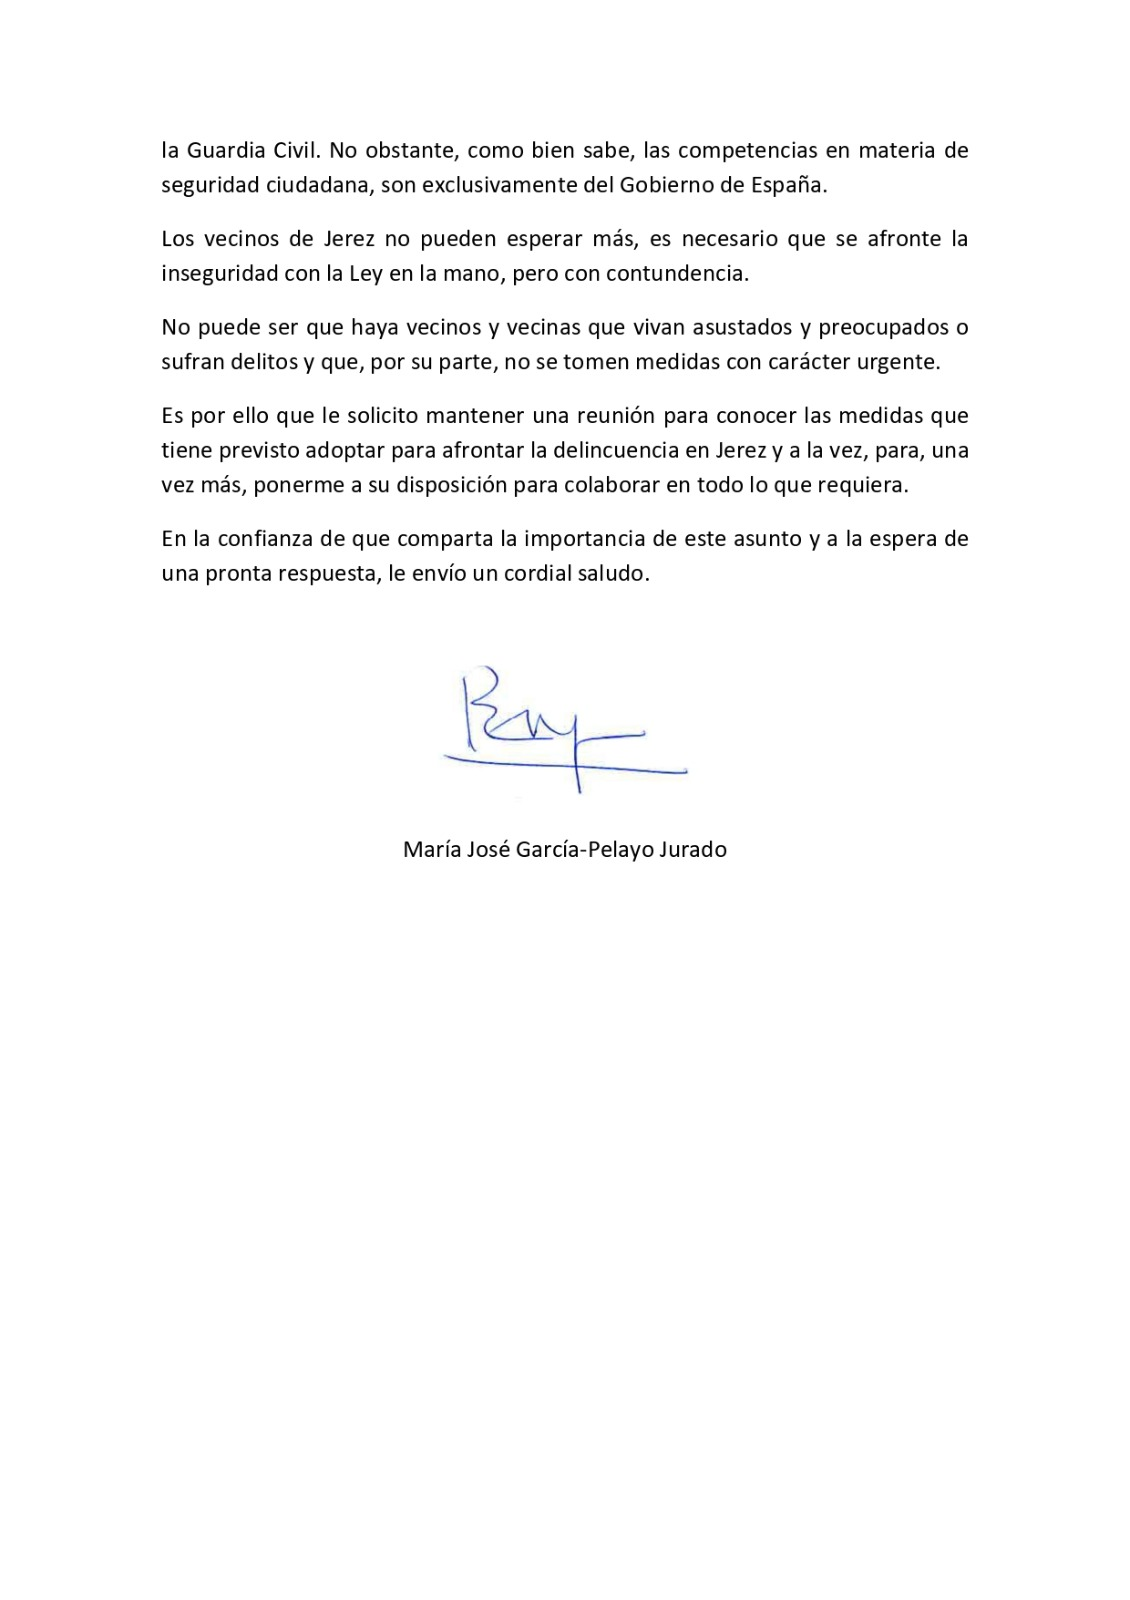 la Guardia Civil. No obstante, como bien sabe, las competencias en materia de
seguridad ciudadana, son exclusivamente del Gobierno de España.
Los vecinos de Jerez no pueden esperar más, es necesario que se afronte la
inseguridad con la Ley en la mano, pero con contundencia.
No puede ser que haya vecinos y vecinas que vivan asustados y preocupados o
sufran delitos y que, por su parte, no se tomen medidas con carácter urgente.
Es por ello que le solicito mantener una reunión para conocer las medidas que
tiene previsto adoptar para afrontar la delincuencia en Jerez y a la vez, para, una
vez más, ponerme a su disposición para colaborar en todo lo que requiera.
En la confianza de que comparta la importancia de este asunto y a la espera de
una pronta respuesta, le envío un cordial saludo.
María José García-Pelayo Jurado